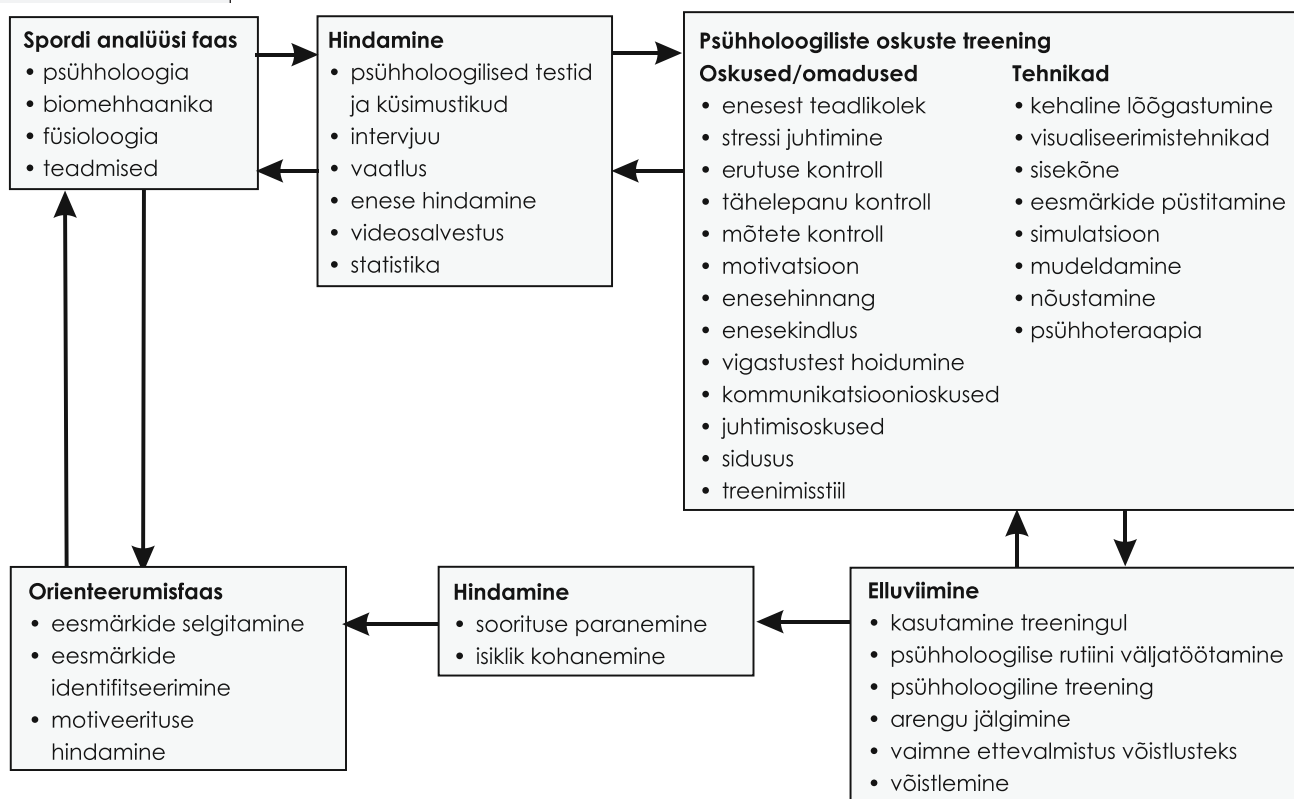 Spordi analüüsi faas
• psühholoogia
• biomehhaanika
• füsioloogia
• teadmised
Hindamine
• psühholoogilised testid
ja küsimustikud
• intervjuu
• vaatlus
• enese hindamine
• videosalvestus
• statistika
Psühholoogiliste oskuste treening
Oskused/omadused
• enesest teadlikolek
• stressi juhtimine
• erutuse kontroll
• tähelepanu kontroll
• mõtete kontroll
• motivatsioon
• enesehinnang
• enesekindlus
• vigastustest hoidumine
• kommunikatsioonioskused
• juhtimisoskused
• sidusus
• treenimisstiil
Tehnikad
• kehaline lõõgastumine
• visualiseerimistehnikad
• sisekõne
• eesmärkide püstitamine
• simulatsioon
• mudeldamine
• nõustamine
• psühhoteraapia
Orienteerumisfaas
• eesmärkide selgitamine
• eesmärkide
identifitseerimine
• motiveerituse
hindamine
Hindamine
• soorituse paranemine
• isiklik kohanemine
Elluviimine
• kasutamine treeningul
• psühholoogilise rutiini väljatöötamine
• psühholoogiline treening
• arengu jälgimine
• vaimne ettevalmistus võistlusteks
• võistlemine